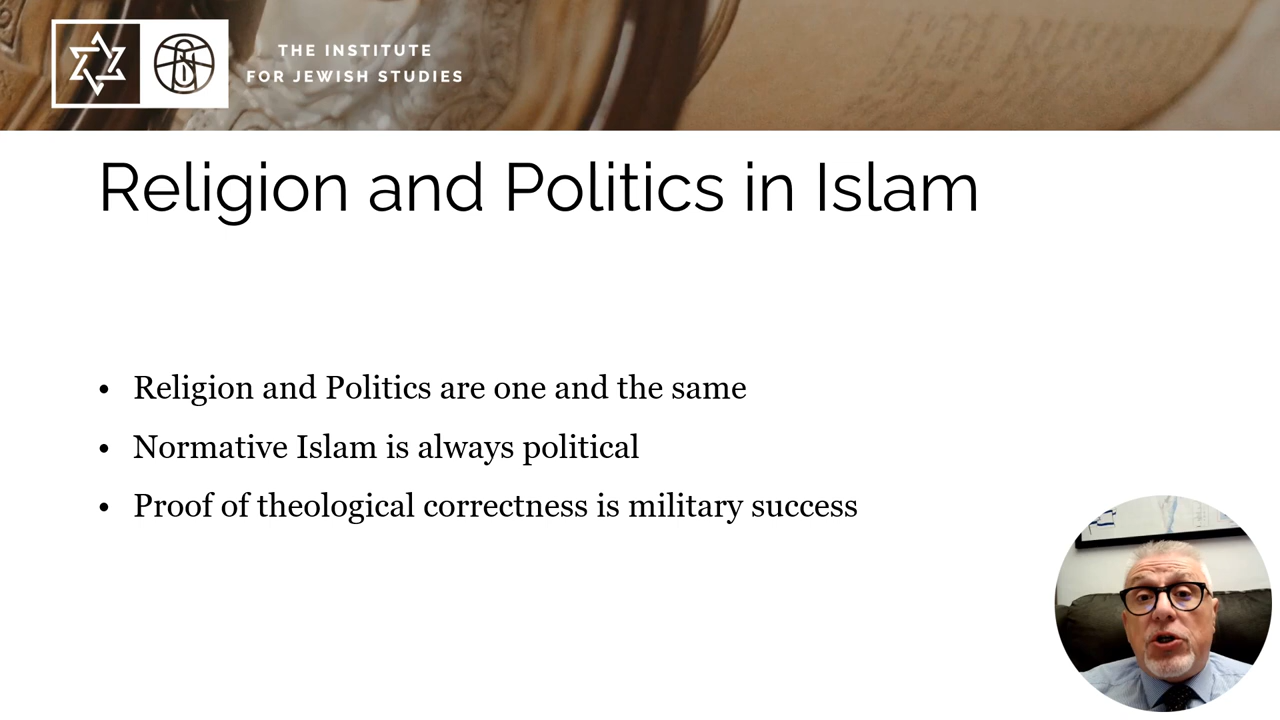 THE INSTITUTE
FOR JEWISH STUDIES
Religion and Politics in Islam
• Religion and Politics are one and the same
• Normative Islam is always political
• Proof of theological correctness is military success